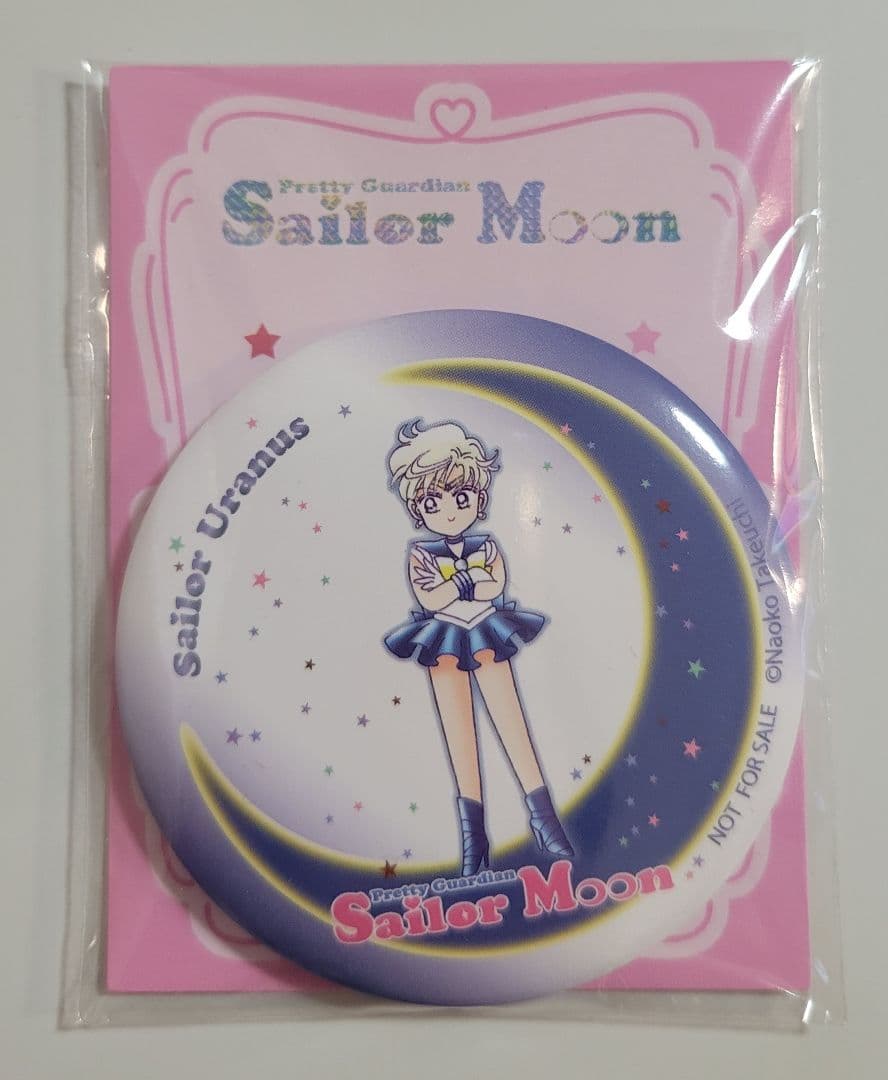 Pretty Guardian
Sailor Moon
Sailor Uranus
©Naoko Takeuchi
NOT FOR SALE
Pretty Guardian
Sailor Moon